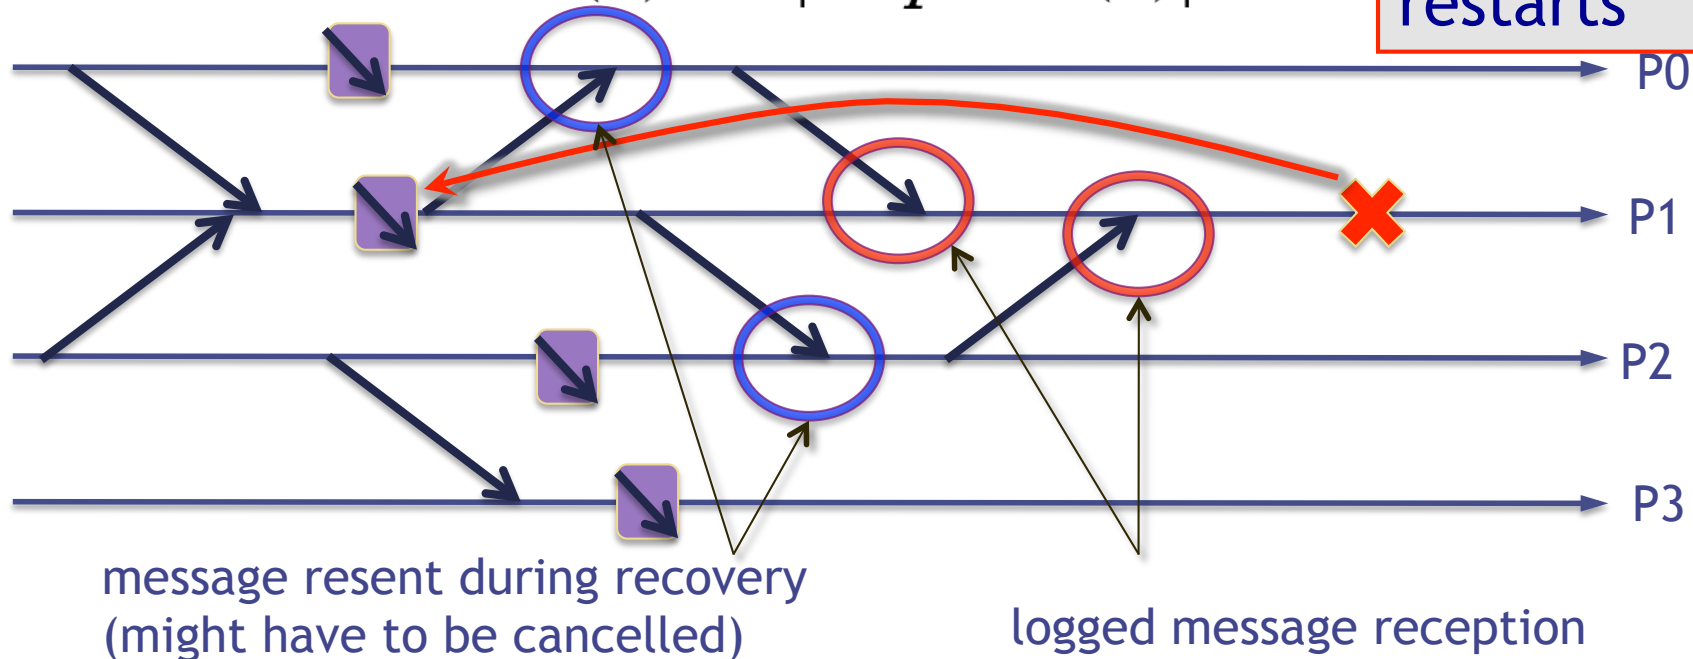 restarts
P0
P1
P2
P3
message resent during recovery
(might have to be cancelled)
logged message reception